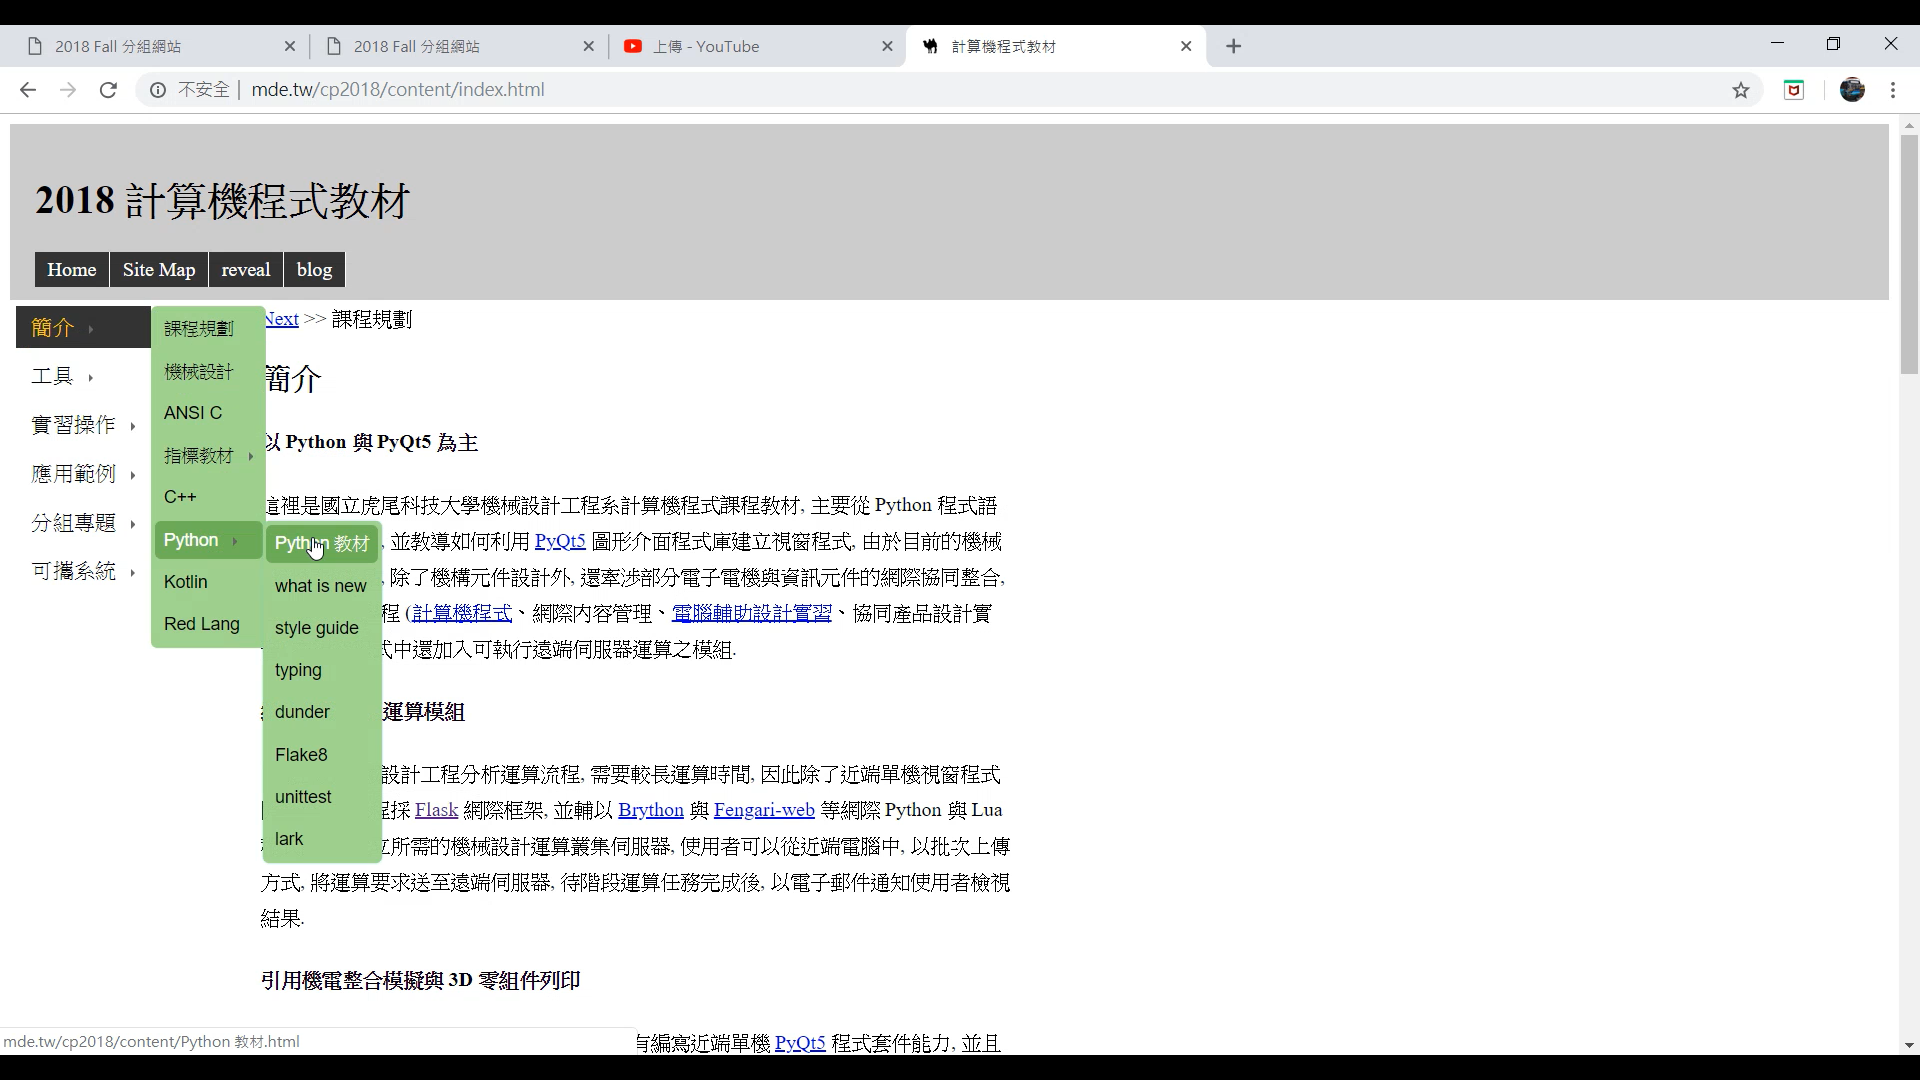 2018 Fall 分組網站
2018 Fall 分組網站
上傳 - YouTube
計算機程式教材
不安全 | mde.tw/cp2018/content/index.html
2018 計算機程式教材
Home
Site Map
reveal
blog
簡介
工具
實習操作
應用範例
分組專題
可攜系統
課程規劃
機械設計
ANSI C
指標教材
C++
Python
Kotlin
Red Lang
Python 教材
what is new
style guide
typing
dunder
Flake8
unittest
lark
Next >> 課程規劃
簡介
以 Python 與 PyQt5 為主
這裡是國立虎尾科技大學機械設計工程系計算機程式課程教材, 主要從 Python 程式語
, 並教導如何利用 PyQt5 圖形介面程式庫建立視窗程式, 由於目前的機械
, 除了機構元件設計外, 還牽涉部分電子電機與資訊元件的網際協同整合,
程 (計算機程式、網際內容管理、電腦輔助設計實習、協同產品設計實
式中還加入可執行遠端伺服器運算之模組.
運算模組
設計工程分析運算流程, 需要較長運算時間, 因此除了近端單機視窗程式
程採 Flask 網際框架, 並輔以 Brython 與 Fengari-web 等網際 Python 與 Lua
立所需的機械設計運算叢集伺服器, 使用者可以從近端電腦中, 以批次上傳
方式, 將運算要求送至遠端伺服器, 待階段運算任務完成後, 以電子郵件通知使用者檢視
結果.
引用機電整合模擬與 3D 零組件列印
有編寫近端單機 PyQt5 程式套件能力, 並且
mde.tw/cp2018/content/Python 教材.html